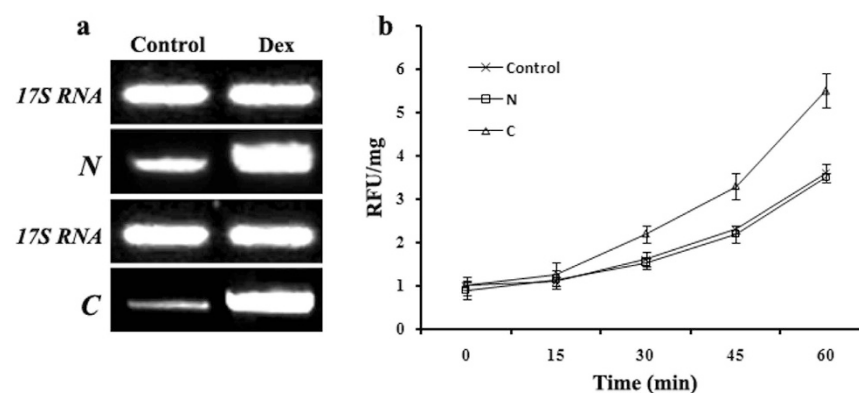 a
Control Dex
17S RNA
N
17S RNA
C
b
RFU/mg
6
5
4
3
2
1
0
Control
N
C
0 15 30 45 60
Time (min)